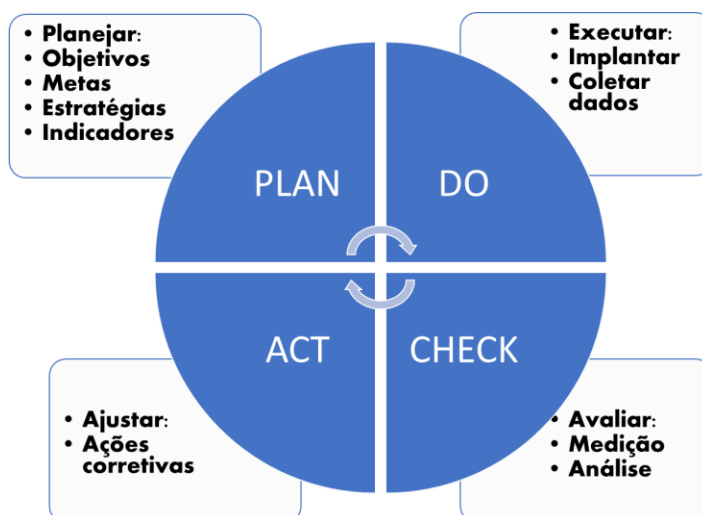 • Planejar:
• Objetivos
• Metas
• Estratégias
• Indicadores
• Executar:
• Implantar
• Coletar
dados
PLAN
DO
ACT
CHECK
• Ajustar:
• Ações
corretivas
• Avaliar:
• Medição
• Análise